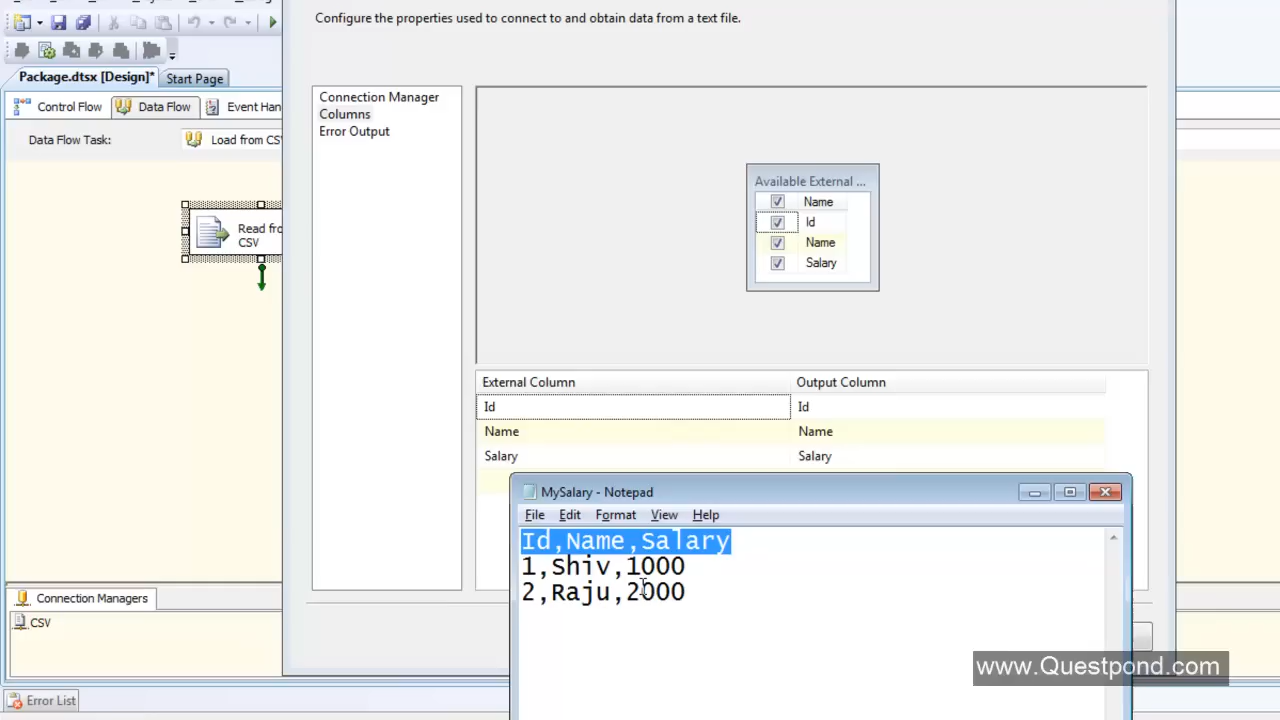 Configure the properties used to connect to and obtain data from a text file.
Package.dtsx [Design]*
Start Page
Control Flow
Data Flow
Event Han
Data Flow Task:
Load from CS
Connection Manager
Columns
Error Output
Read fro
CSV
Available External ...
Name
Id
Name
Salary
External Column
Output Column
Id
Id
Name
Name
Salary
Salary
MySalary - Notepad
File
Edit
Format
View
Help
Id,Name,Salary
1,Shiv,1000
2,Raju,2000
Connection Managers
CSV
www.Questpond.com
Error List